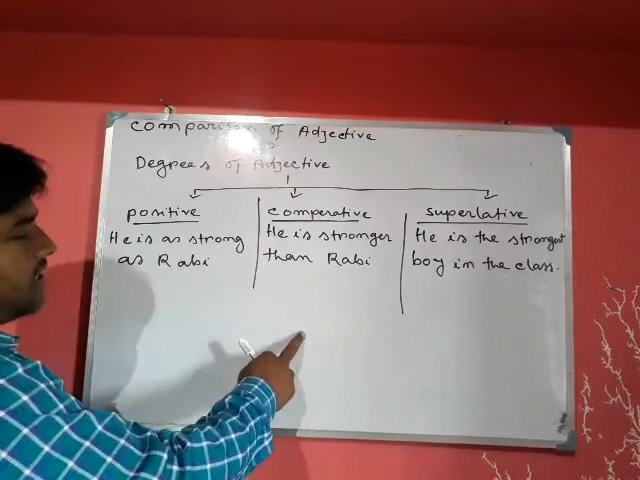 Comparison of Adjective
Degrees of Adjective
positive
He is as strong
as Rabi
comperative
He is stronger
than Rabi
superlative
He is the strongest
boy in the class.